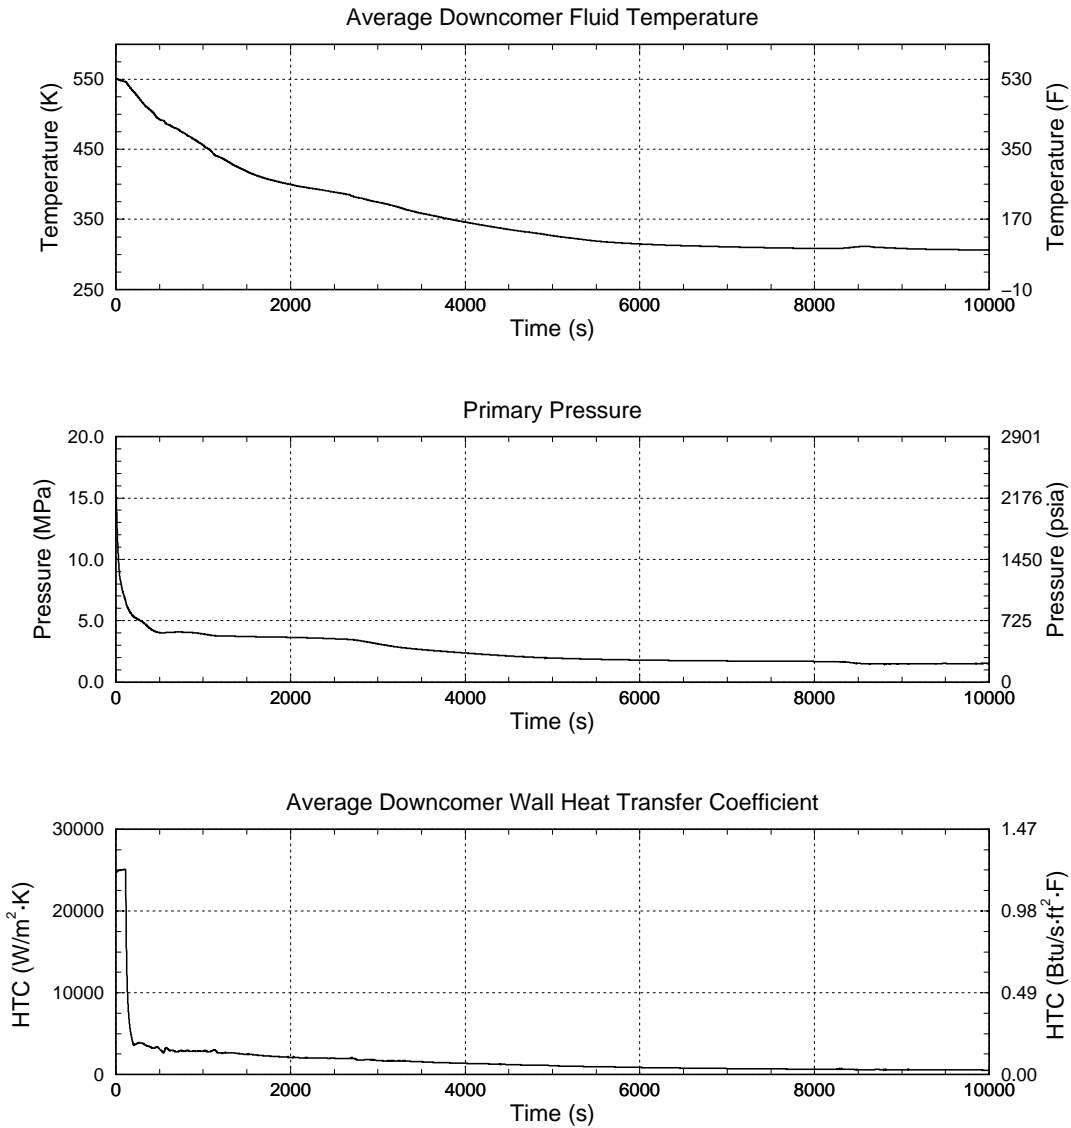 Average Downcomer Fluid Temperature
550
450
350
250
530
350
170
−10
Temperature (K)
Temperature (F)
0 2000 4000 6000 8000 10000
Time (s)
Primary Pressure
20.0
15.0
10.0
5.0
0.0
2901
2176
1450
725
0
Pressure (MPa)
Pressure (psia)
0 2000 4000 6000 8000 10000
Time (s)
Average Downcomer Wall Heat Transfer Coefficient
30000
20000
10000
0
1.47
0.98
0.49
0.00
HTC (W/m²·K)
HTC (Btu/s·ft²·F)
0 2000 4000 6000 8000 10000
Time (s)